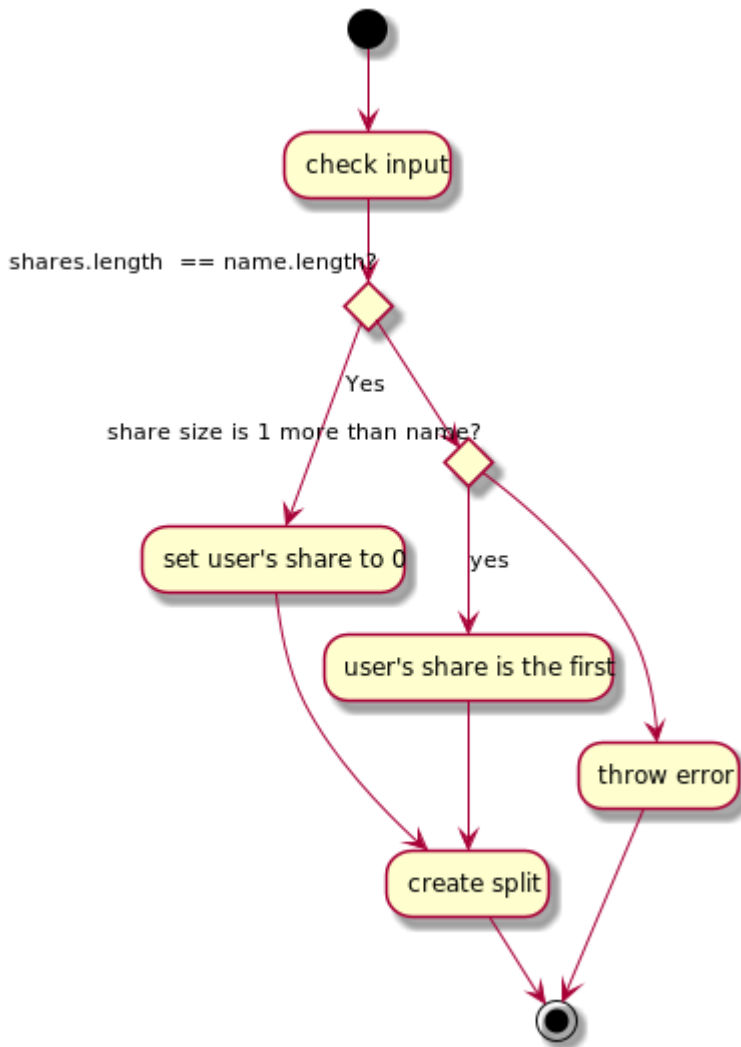 check input
shares.length  == name.length?
Yes
share size is 1 more than name?
set user's share to 0
yes
user's share is the first
throw error
create split